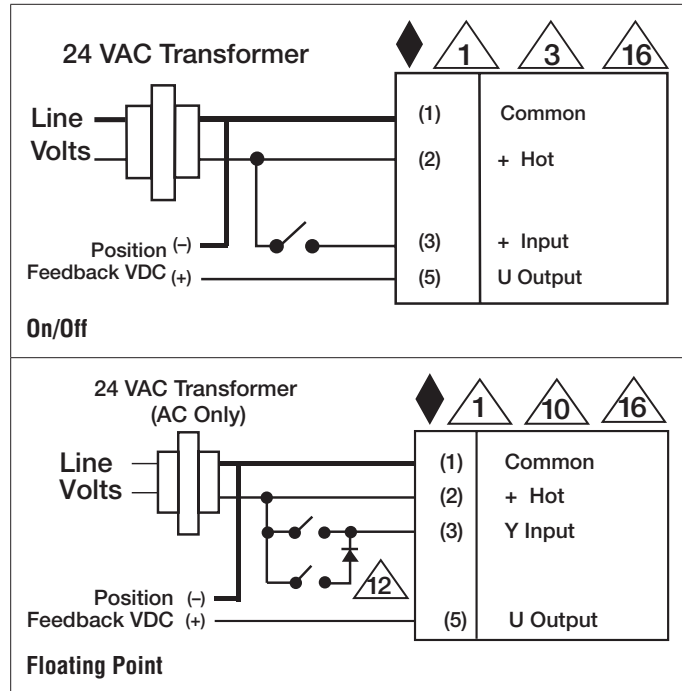 24 VAC Transformer
1 3 16
Line
Volts
(1) Common
(2) + Hot
(3) + Input
(5) U Output
Position (–)
Feedback VDC (+)
On/Off
24 VAC Transformer
(AC Only)
1 10 16
Line
Volts
(1) Common
(2) + Hot
(3) Y Input
12
Position (–)
Feedback VDC (+)
(5) U Output
Floating Point